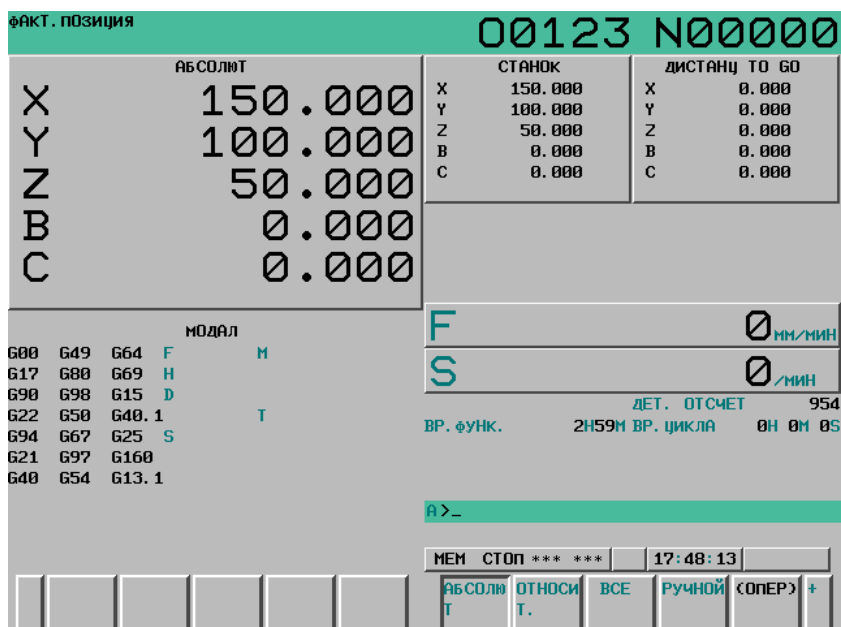 ФАКТ.ПОЗИЦИЯ
O0123 N00000
АБСОЛЮТ
X 150.000
Y 100.000
Z 50.000
B 0.000
C 0.000
СТАНОК
X 150.000
Y 100.000
Z 50.000
B 0.000
C 0.000
ДИСТАНЦ TO GO
X 0.000
Y 0.000
Z 0.000
B 0.000
C 0.000
МОДАЛ
G00 G49 G64 F M
G17 G80 G69 H
G90 G98 G15 D
G22 G50 G40.1 T
G94 G67 G25 S
G21 G97 G160
G40 G54 G13.1
F 0 ММ/МИН
S 0 /МИН
ДЕТ. ОТСЧЕТ 954
ВР.ФУНК. 2H59M ВР.ЦИКЛА 0H 0M 0S
A>_
МЕМ СТОП *** *** 17:48:13
АБСОЛЮ
Т
ОТНОСИ
Т.
ВСЕ
РУЧНОЙ
(ОПЕР)
+